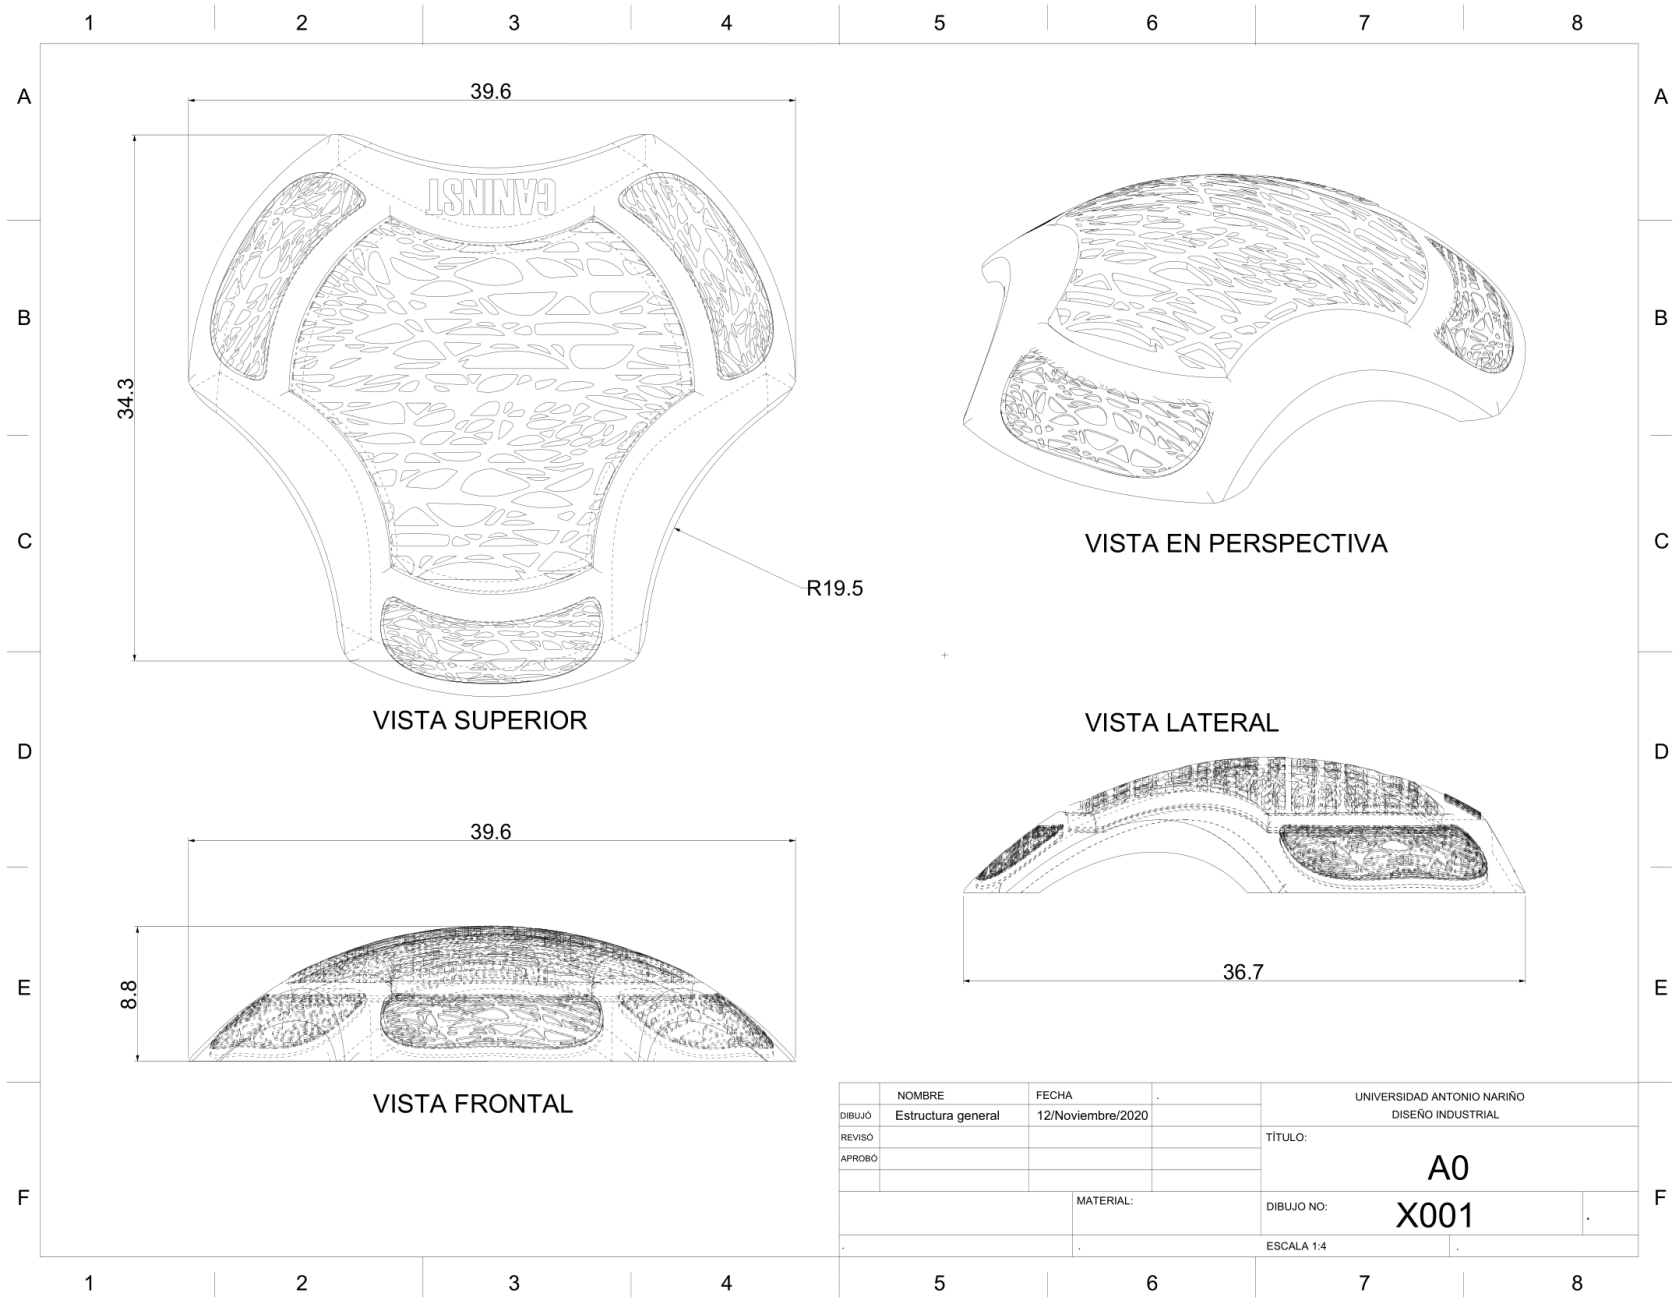 1 2 3 4 5 6 7 8
A A
39.6
CANINST
B B
34.3
C C
R19.5
VISTA EN PERSPECTIVA
VISTA SUPERIOR
VISTA LATERAL
D D
39.6
8.8
36.7
E E
VISTA FRONTAL
NOMBRE FECHA .
DIBUJÓ Estructura general 12/Noviembre/2020
REVISÓ
APROBÓ
UNIVERSIDAD ANTONIO NARIÑO
DISEÑO INDUSTRIAL
TÍTULO:
A0
MATERIAL:
DIBUJO NO: X001 .
. . ESCALA 1:4 .
F F
1 2 3 4 5 6 7 8